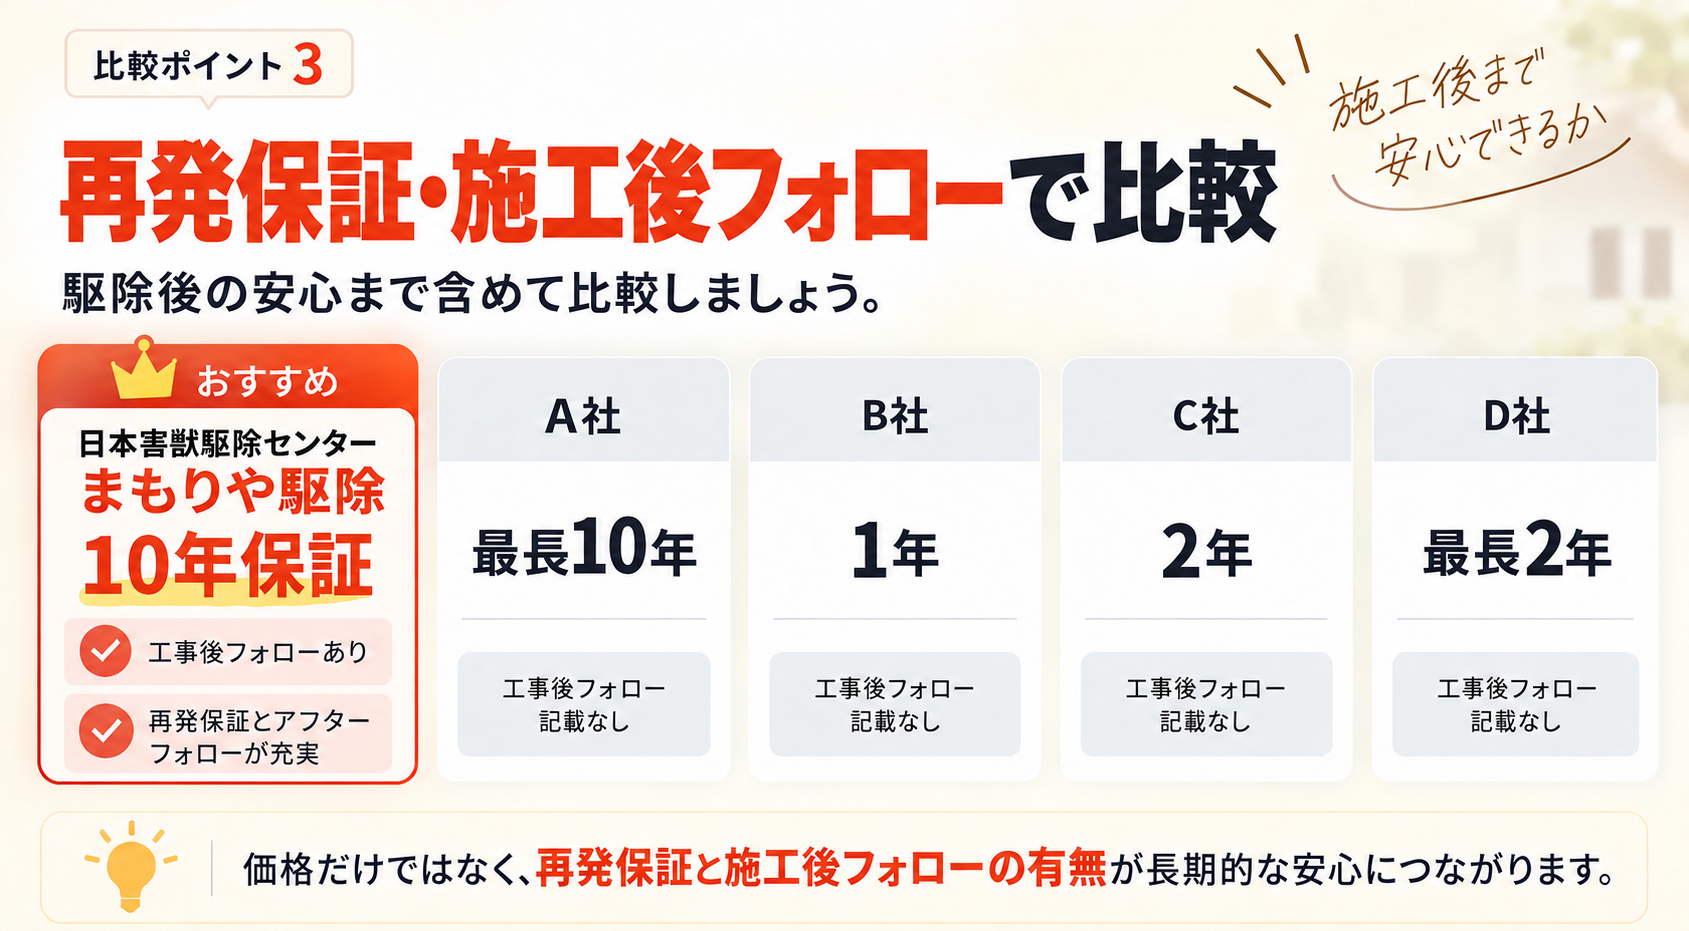 比較ポイント 3
施工後まで
安心できるか
再発保証・施工後フォローで比較
駆除後の安心まで含めて比較しましょう。
おすすめ
日本害獣駆除センター
まもりや駆除
10年保証
工事後フォローあり
再発保証とアフター
フォローが充実
A社
最長10年
工事後フォロー
記載なし
B社
1年
工事後フォロー
記載なし
C社
2年
工事後フォロー
記載なし
D社
最長2年
工事後フォロー
記載なし
価格だけではなく、再発保証と施工後フォローの有無が長期的な安心につながります。